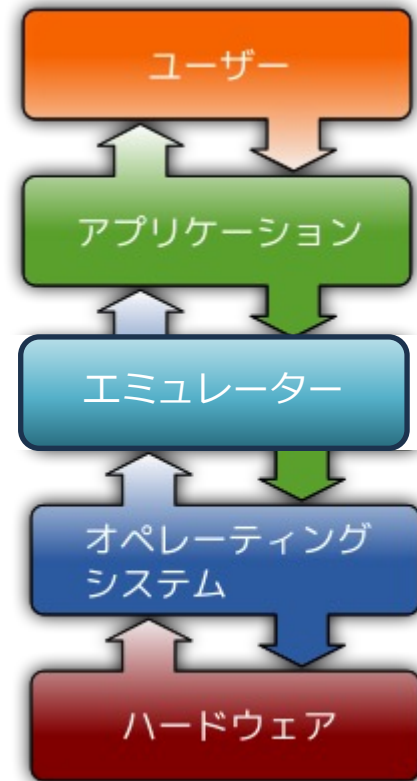 ユーザー
アプリケーション
エミュレーター
オペレーティング
システム
ハードウェア